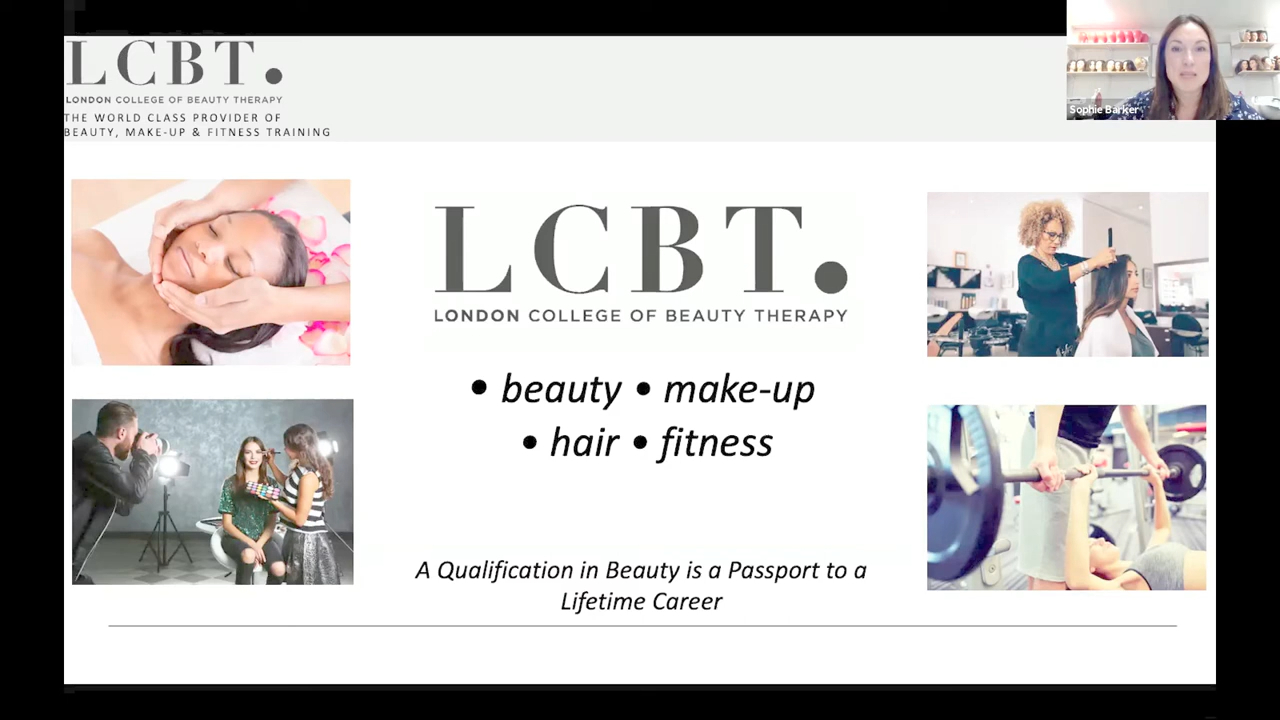 LCBT.
LONDON COLLEGE OF BEAUTY THERAPY
THE WORLD CLASS PROVIDER OF
BEAUTY, MAKE-UP & FITNESS TRAINING
Sophie Barker
LCBT.
LONDON COLLEGE OF BEAUTY THERAPY
• beauty • make-up
• hair • fitness
A Qualification in Beauty is a Passport to a
Lifetime Career